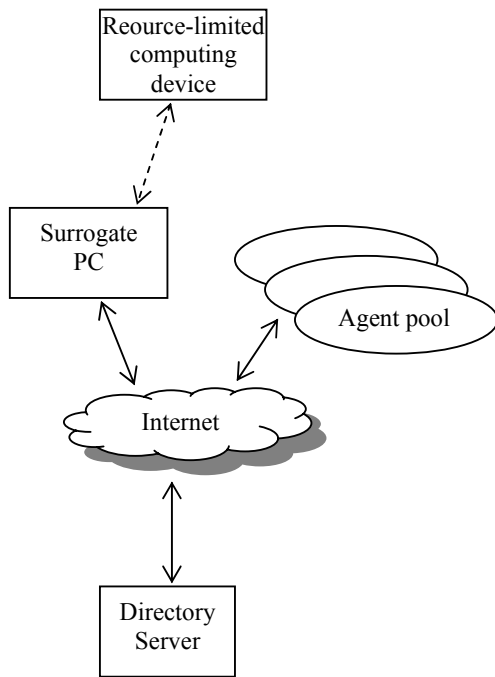 Reource-limited
computing
device
Surrogate
PC
Agent pool
Internet
Directory
Server